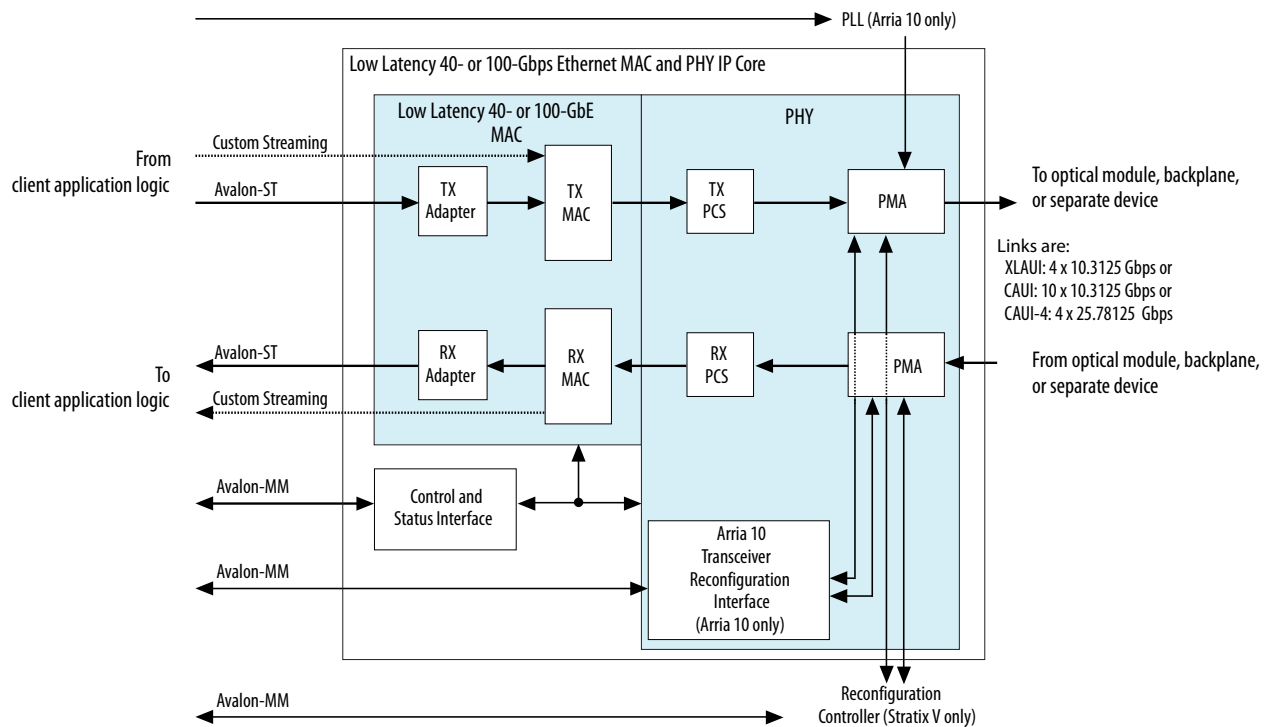 PLL (Arria 10 only)
Low Latency 40- or 100-Gbps Ethernet MAC and PHY IP Core
Low Latency 40- or 100-GbE
MAC
PHY
From
client application logic
Custom Streaming
Avalon-ST
TX
Adapter
TX
MAC
TX
PCS
PMA
To optical module, backplane,
or separate device
Links are:
XLAUI: 4 x 10.3125 Gbps or
CAUI: 10 x 10.3125 Gbps or
CAUI-4: 4 x 25.78125 Gbps
To
client application logic
Avalon-ST
Custom Streaming
RX
Adapter
RX
MAC
RX
PCS
PMA
From optical module, backplane,
or separate device
Avalon-MM
Control and
Status Interface
Avalon-MM
Arria 10
Transceiver
Reconfiguration
Interface
(Arria 10 only)
Avalon-MM
Reconfiguration
Controller (Stratix V only)